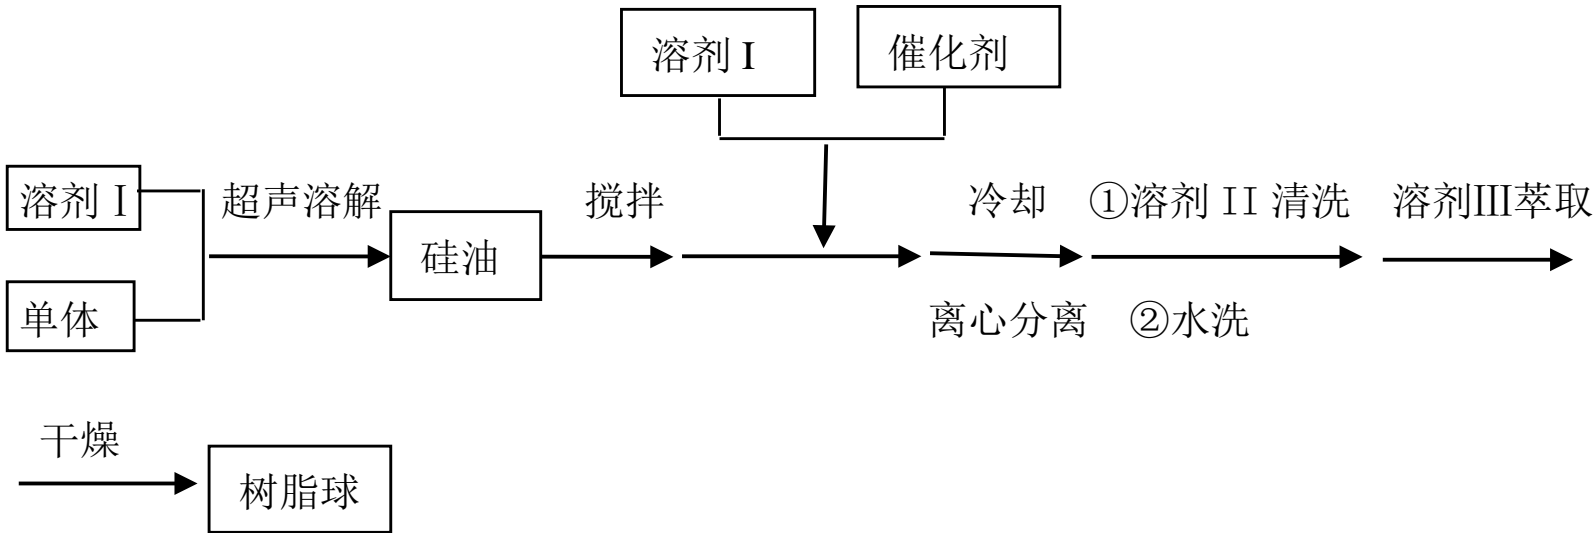 溶剂 I
催化剂
溶剂 I
超声溶解
搅拌
冷却
①溶剂 II 清洗
溶剂III萃取
硅油
单体
离心分离
②水洗
干燥
树脂球